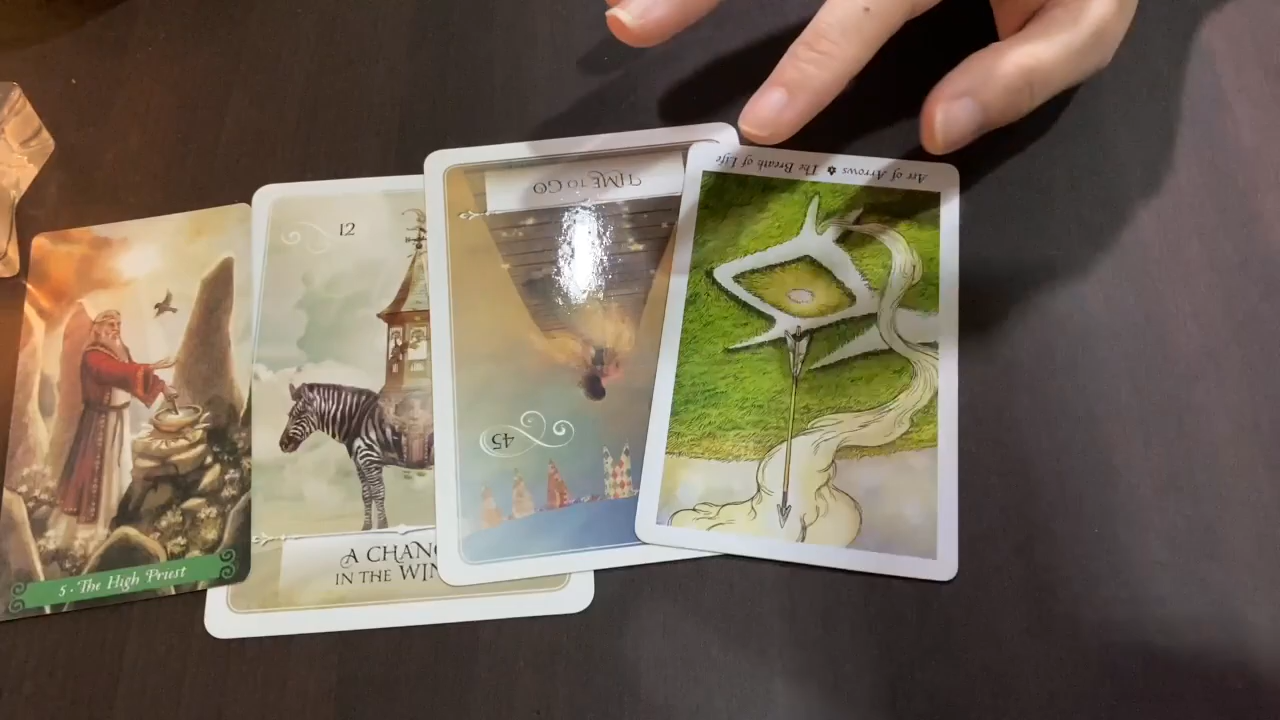 5 · The High Priest
12
A CHANG
IN THE WIN
TIME TO GO
45
Ace of Arrows ✡ The Breath of Life